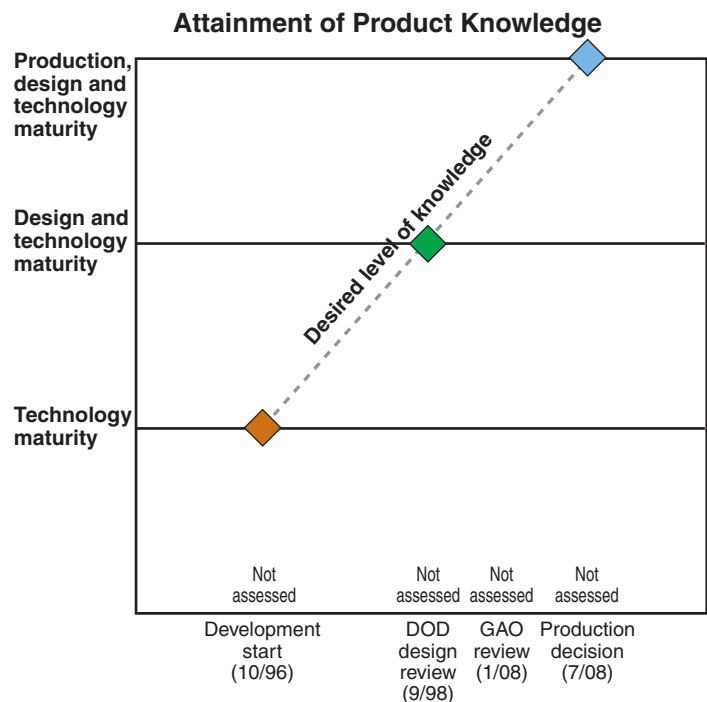 Attainment of Product Knowledge
Production,
design and
technology
maturity
Design and
technology
maturity
Technology
maturity
Desired level of knowledge
Not
assessed
Not
assessed
Not
assessed
Not
assessed
Development
start
(10/96)
DOD
design
review
(9/98)
GAO
review
(1/08)
Production
decision
(7/08)